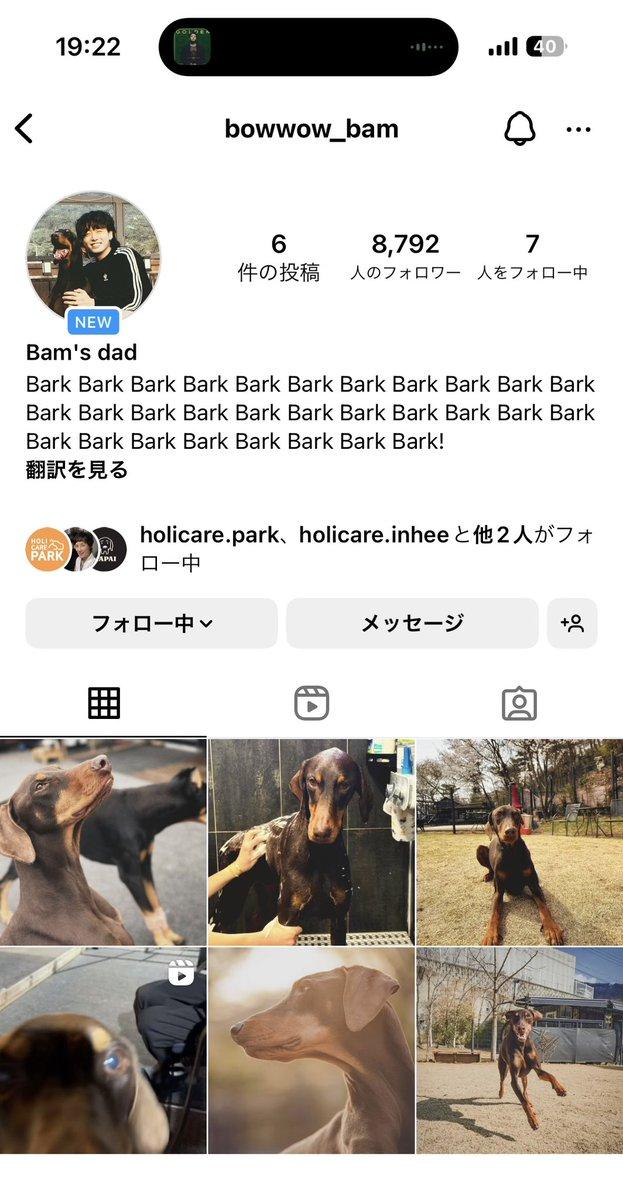 19:22
GOLDEN
40
bowwow_bam
6
8,792
7
件の投稿
人のフォロワー
人をフォロー中
NEW
Bam's dad
Bark Bark Bark Bark Bark Bark Bark Bark Bark Bark Bark
Bark Bark Bark Bark Bark Bark Bark Bark Bark Bark Bark
Bark Bark Bark Bark Bark Bark Bark Bark!
翻訳を見る
HOLI
CARE
PARK
APAI
holicare.park、holicare.inheeと他2人がフォ
ロー中
フォロー中
メッセージ